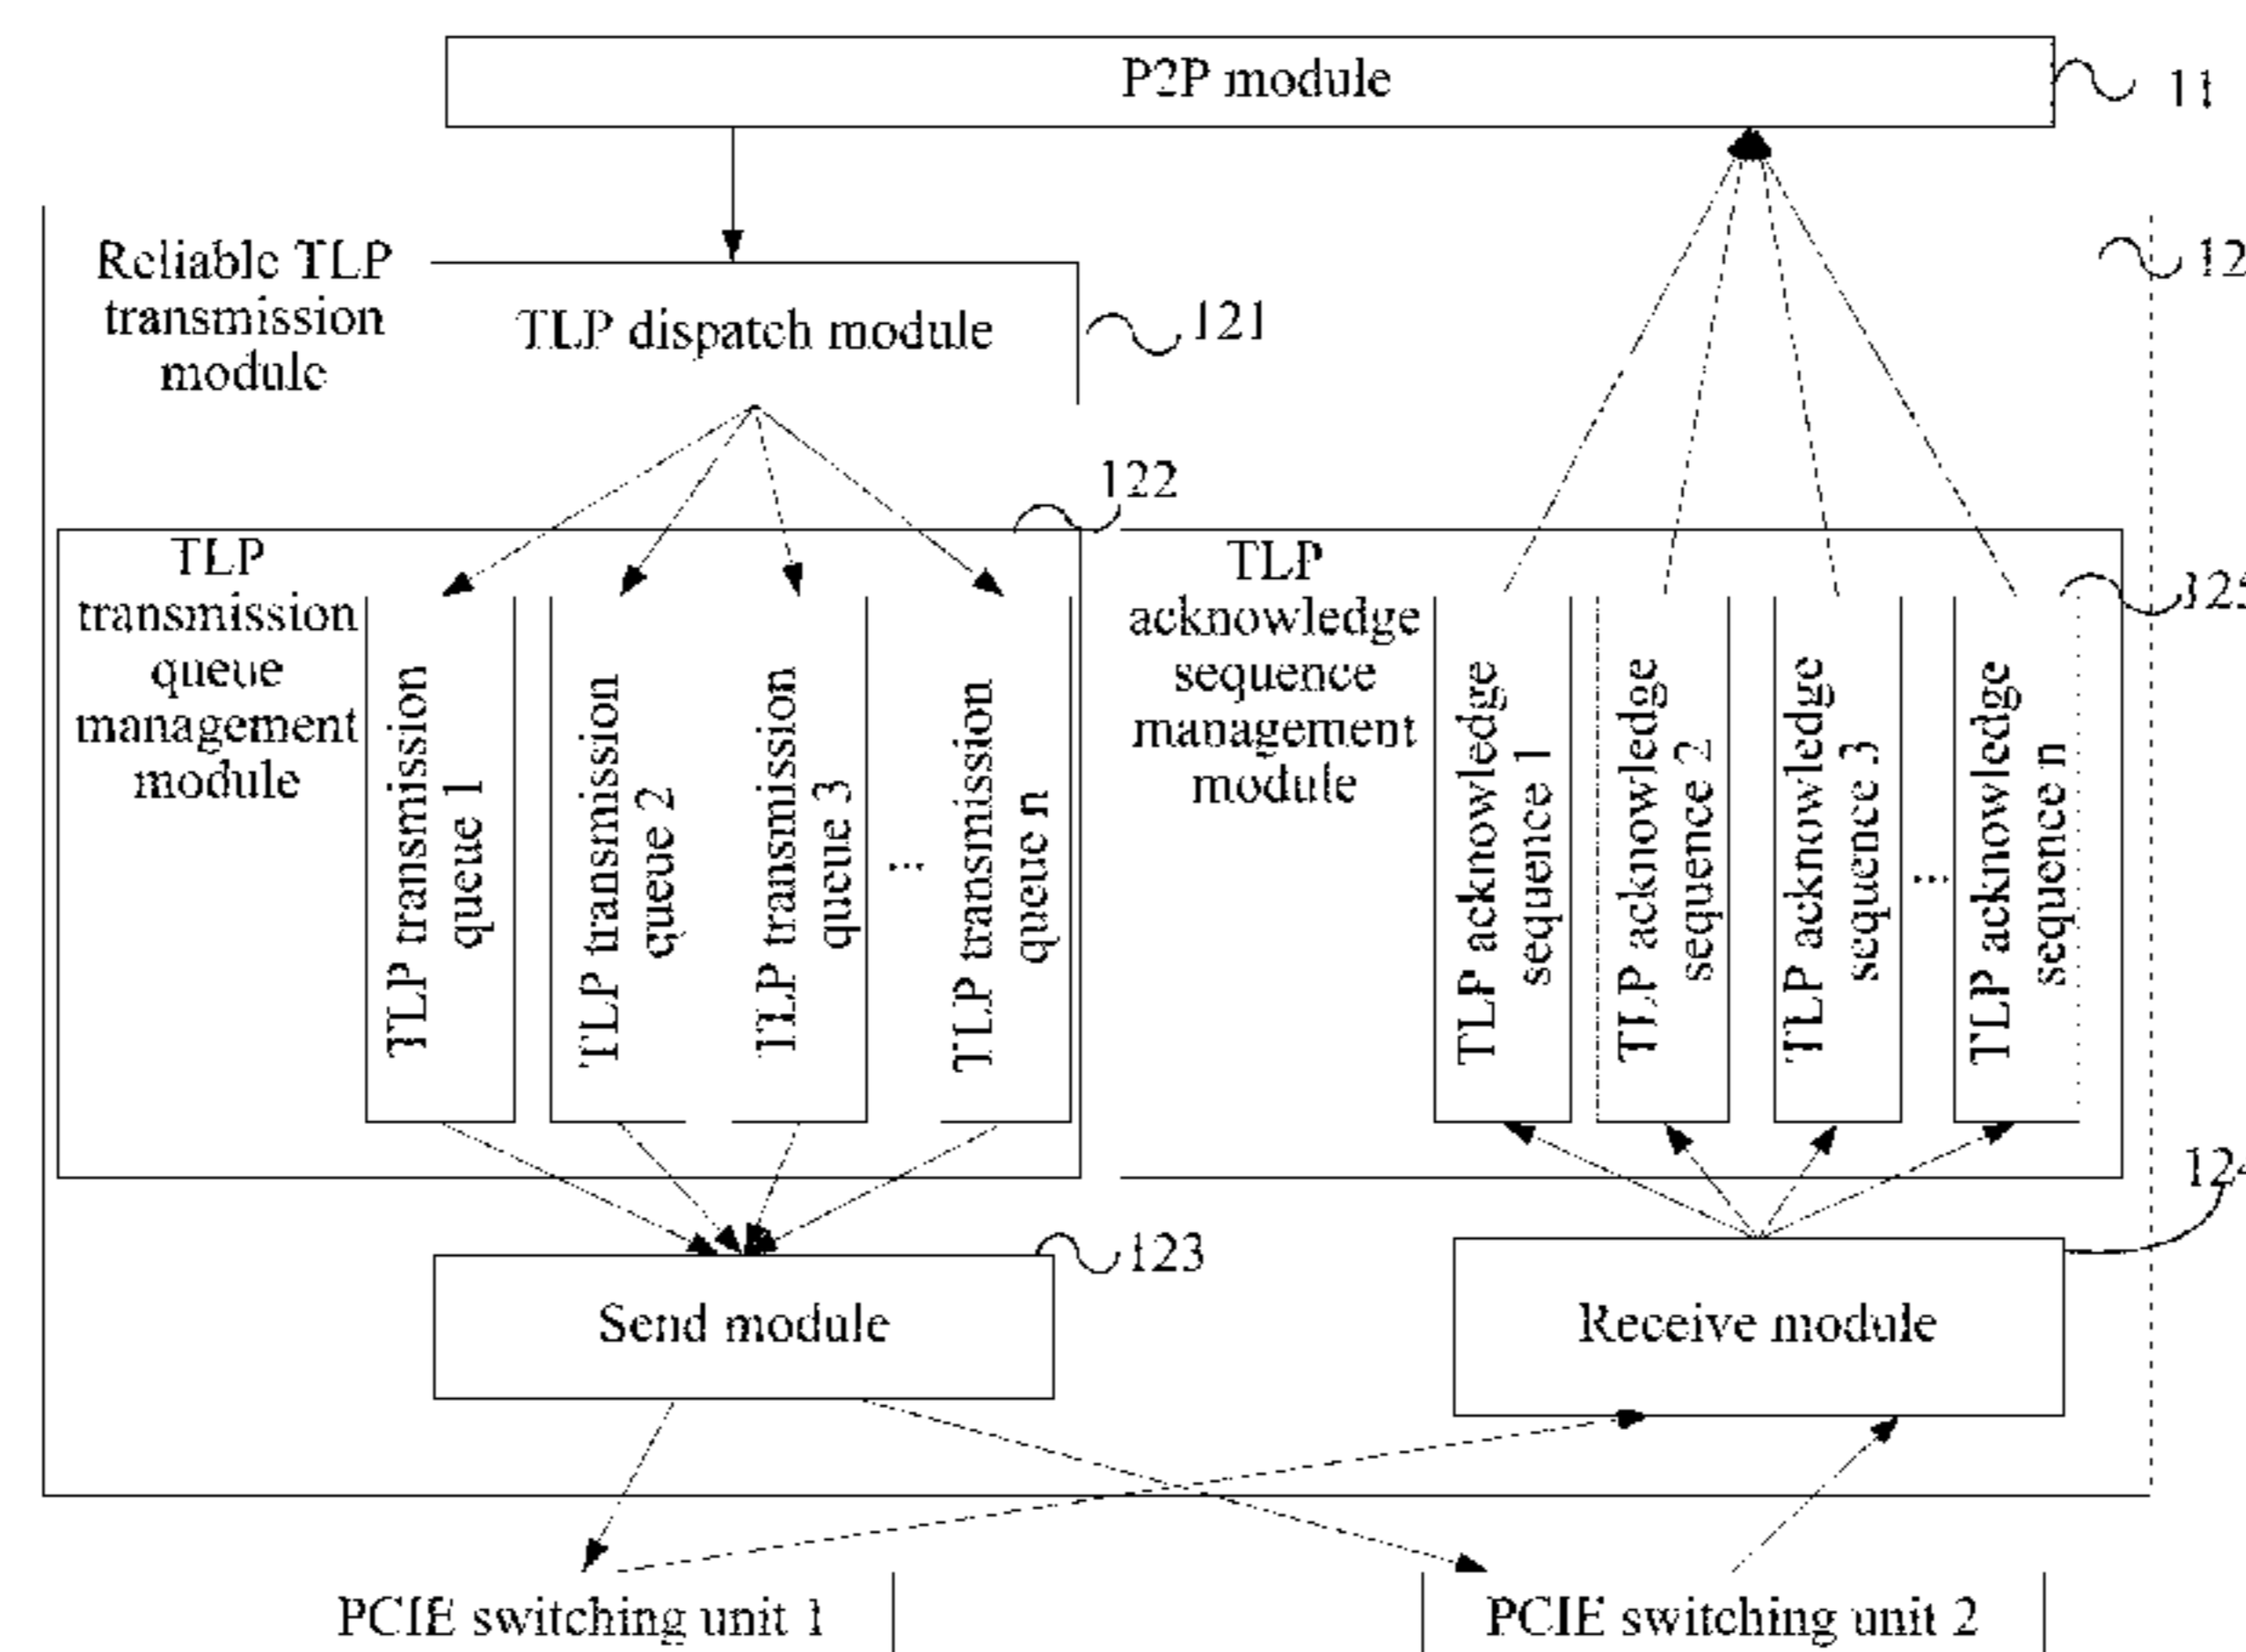 P2P module
11
Reliable TLP
transmission
module
12
TLP dispatch module
121
122
TLP
transmission
queue
management
module
TLP transmission
queue 1
TLP transmission
queue 2
TLP transmission
queue 3
...
TLP transmission
queue n
TLP
acknowledge
sequence
management
module
TLP acknowledge
sequence 1
TLP acknowledge
sequence 2
TLP acknowledge
sequence 3
...
TLP acknowledge
sequence n
125
124
Send module
123
Receive module
PCIE switching unit 1
PCIE switching unit 2